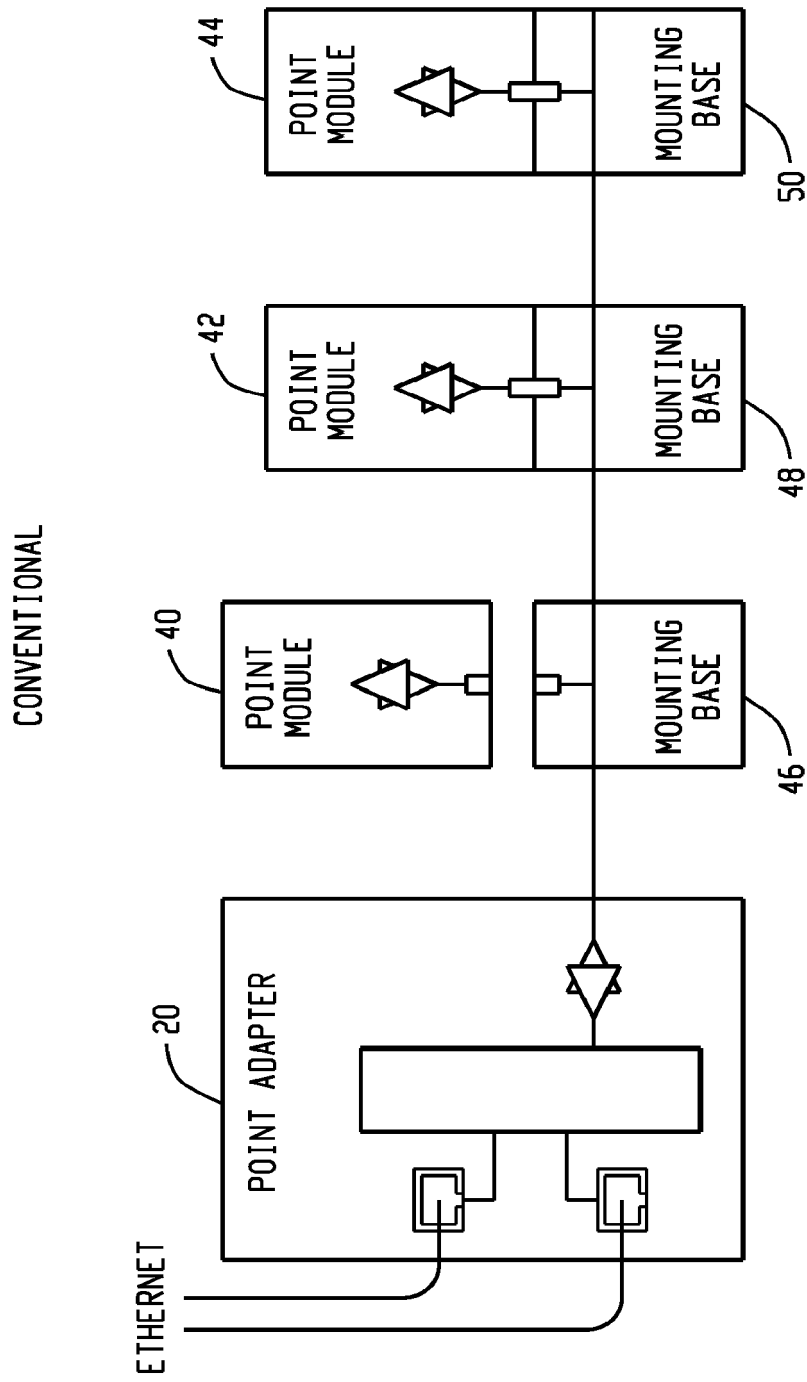 CONVENTIONAL
ETHERNET
20
POINT ADAPTER
40
POINT
MODULE
MOUNTING
BASE
46
42
POINT
MODULE
MOUNTING
BASE
48
44
POINT
MODULE
MOUNTING
BASE
50